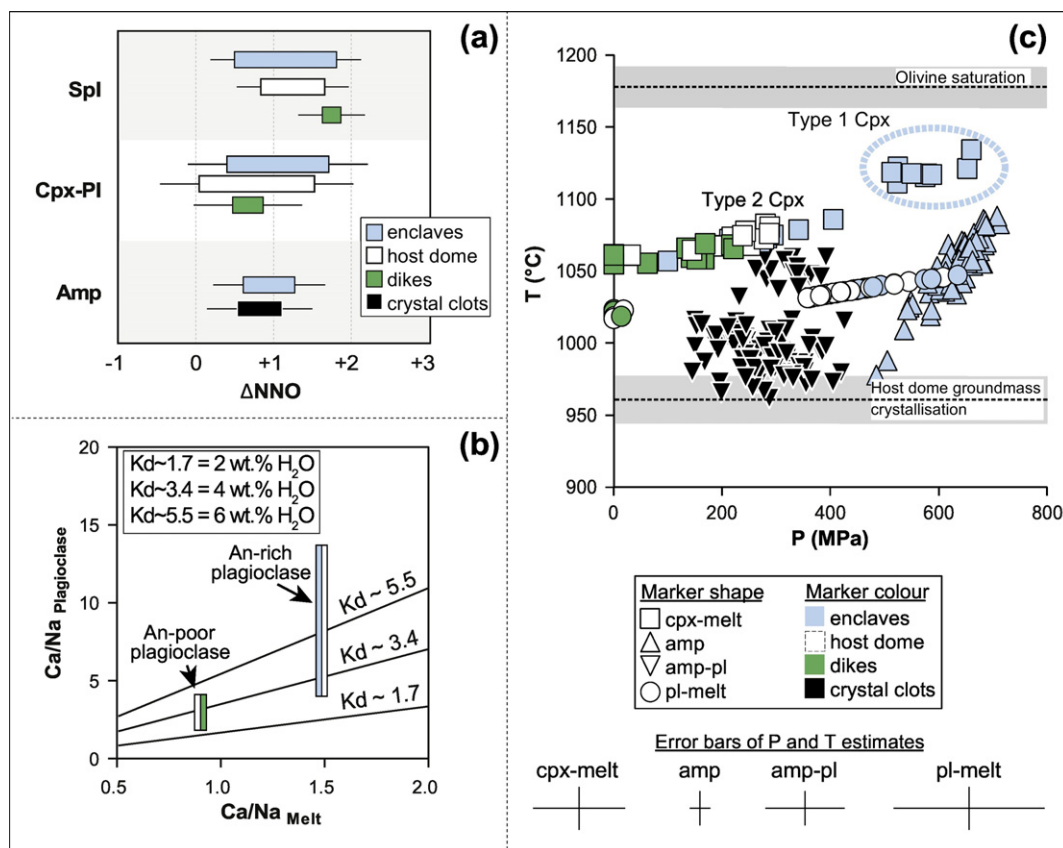 (a)
Spl
Cpx-Pl
Amp
enclaves
host dome
dikes
crystal clots
-1 0 +1 +2 +3
ΔNNO
(b)
20
15
10
5
0
Ca/Na Plagioclase
Kd~1.7 = 2 wt.% H2O
Kd~3.4 = 4 wt.% H2O
Kd~5.5 = 6 wt.% H2O
An-rich
plagioclase
An-poor
plagioclase
Kd ~ 5.5
Kd ~ 3.4
Kd ~ 1.7
0.5 1.0 1.5 2.0
Ca/Na Melt
(c)
1200
1150
1100
1050
1000
950
900
T (°C)
Olivine saturation
Type 1 Cpx
Type 2 Cpx
Host dome groundmass
crystallisation
0 200 400 600 800
P (MPa)
Marker shape
cpx-melt
amp
amp-pl
pl-melt
Marker colour
enclaves
host dome
dikes
crystal clots
Error bars of P and T estimates
cpx-melt amp amp-pl pl-melt